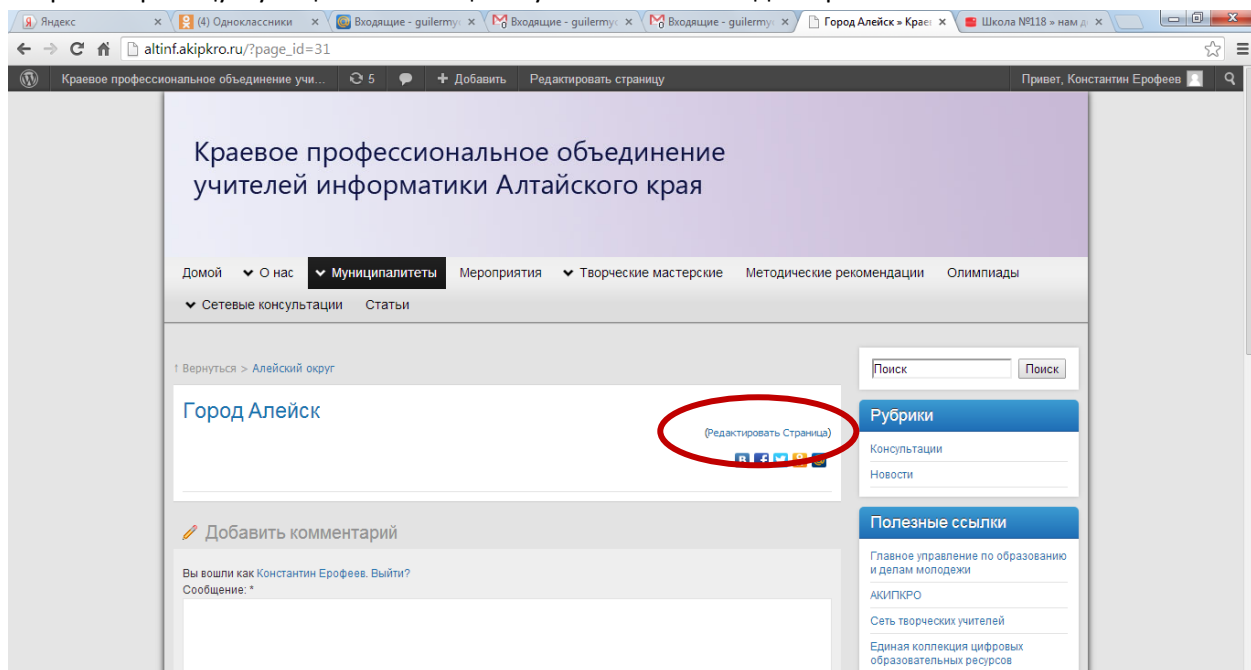 Яндекс
(4) Одноклассники
Входящие - guilermy
Входящие - guilermy
Входящие - guilermy
Город Алейск » Крае
Школа №118 » нам д
altinf.akipkro.ru/?page_id=31
Краевое профессиональное объединение учи... 5 + Добавить Редактировать страницу Привет, Константин Ерофеев
Краевое профессиональное объединение
учителей информатики Алтайского края
Домой О нас Муниципалитеты Мероприятия Творческие мастерские Методические рекомендации Олимпиады
Сетевые консультации Статьи
↑ Вернуться > Алейский округ
Город Алейск
(Редактировать Страница)
Добавить комментарий
Вы вошли как Константин Ерофеев. Выйти?
Сообщение: *
Поиск Поиск
Рубрики
Консультации
Новости
Полезные ссылки
Главное управление по образованию
и делам молодежи
АКИПКРО
Сеть творческих учителей
Единая коллекция цифровых
образовательных ресурсов